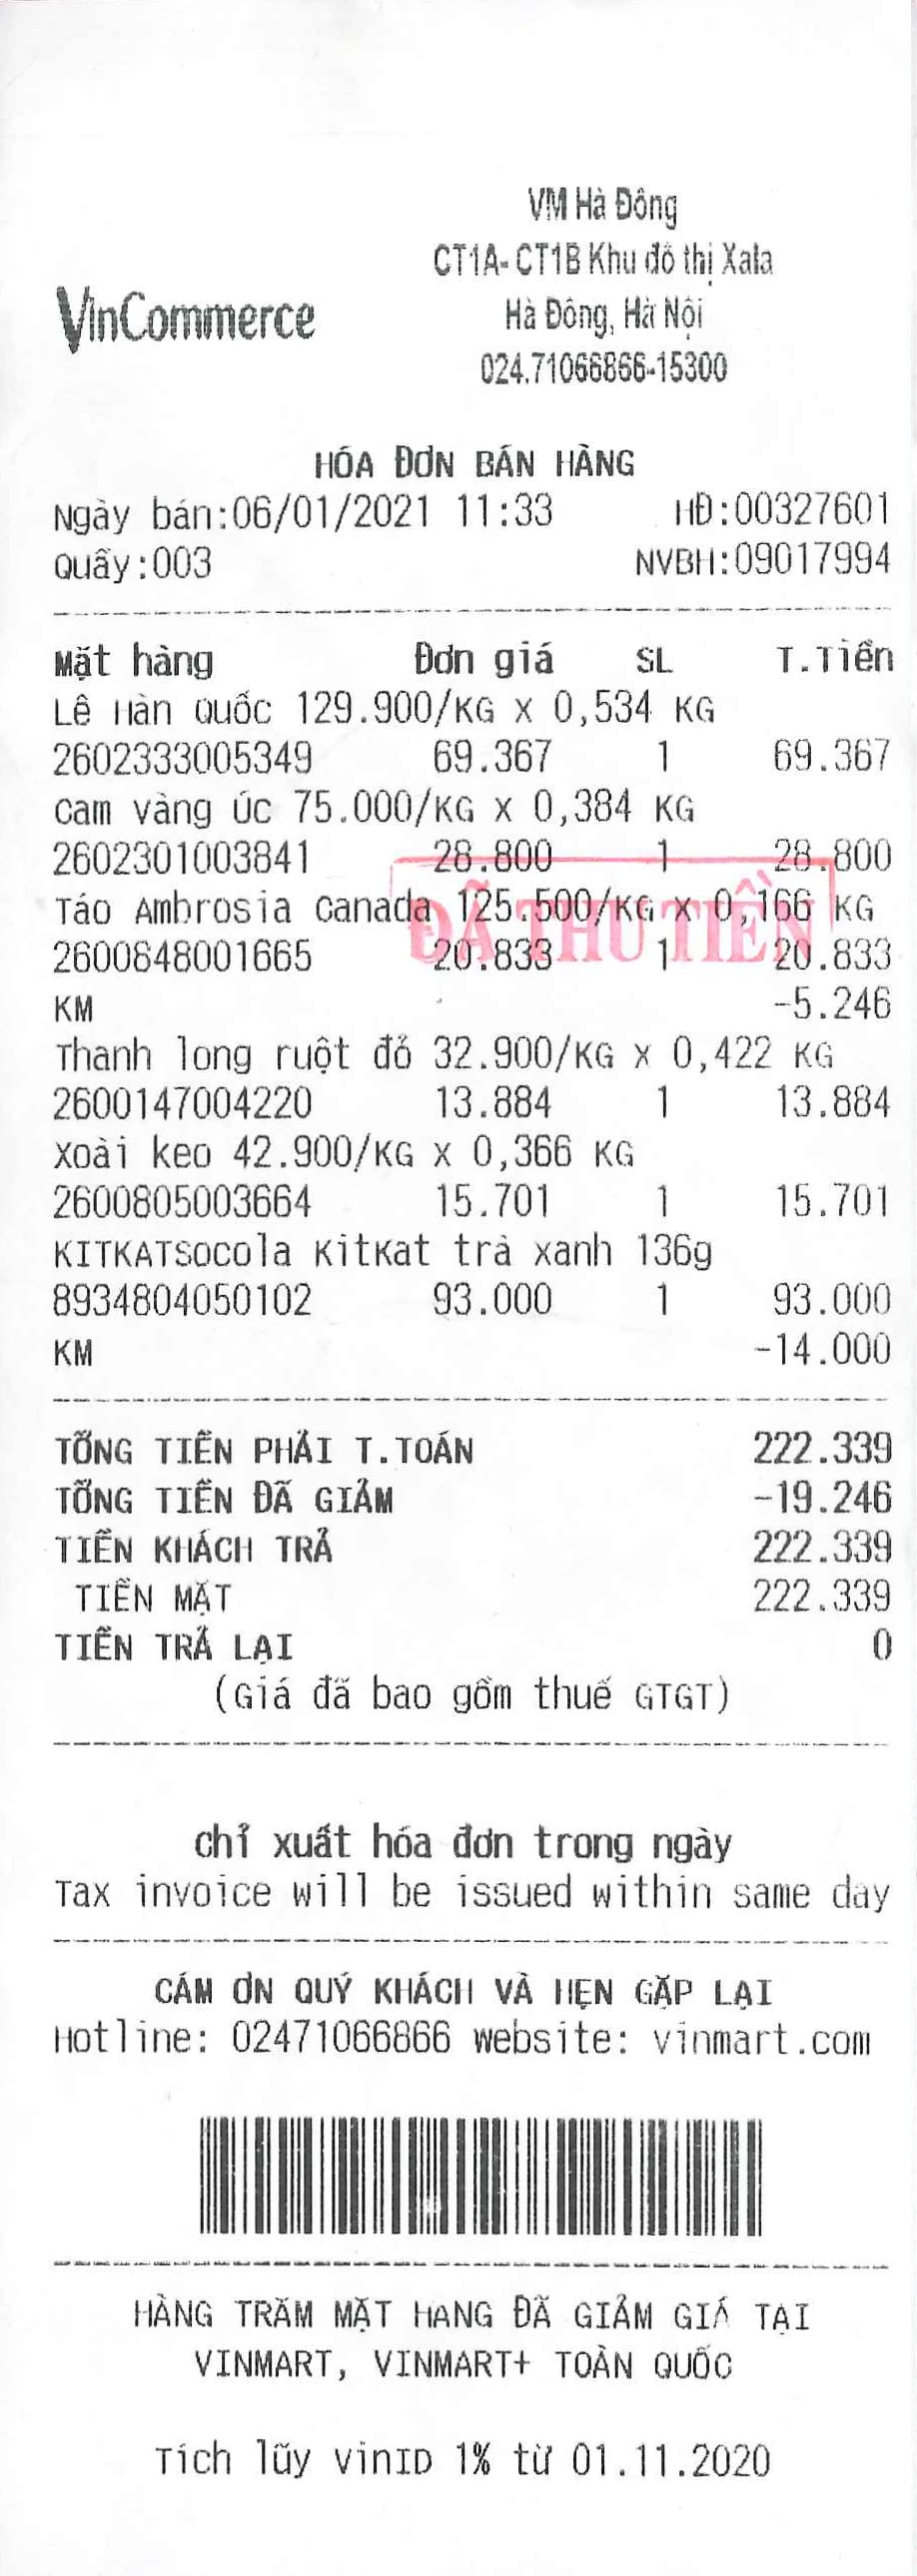 VinCommerce
VM Hà Đông
CT1A- CT1B Khu đô thị Xala
Hà Đông, Hà Nội
024.71066866-15300
HÓA ĐƠN BÁN HÀNG
Ngày bán:06/01/2021 11:33 HĐ:00327601
Quầy:003 NVBH:09017994
Mặt hàng Đơn giá SL T.Tiền
Lê Hàn Quốc 129.900/KG X 0,534 KG
2602333005349 69.367 1 69.367
Cam vàng Úc 75.000/KG X 0,384 KG
2602301003841 28.800 1 28.800
Táo Ambrosia Canada 125.500/KG X 0,166 KG
ĐÃ THU TIỀN
2600848001665 20.833 1 20.833
KM -5.246
Thanh long ruột đỏ 32.900/KG X 0,422 KG
2600147004220 13.884 1 13.884
Xoài keo 42.900/KG X 0,366 KG
2600805003664 15.701 1 15.701
KITKATSocola KitKat trà xanh 136g
8934804050102 93.000 1 93.000
KM -14.000
TỔNG TIỀN PHẢI T.TOÁN 222.339
TỔNG TIỀN ĐÃ GIẢM -19.246
TIỀN KHÁCH TRẢ 222.339
TIỀN MẶT 222.339
TIỀN TRẢ LẠI 0
(Giá đã bao gồm thuế GTGT)
Chỉ xuất hóa đơn trong ngày
Tax invoice will be issued within same day
CẢM ƠN QUÝ KHÁCH VÀ HẸN GẶP LẠI
Hotline: 02471066866 Website: vinmart.com
HÀNG TRĂM MẶT HÀNG ĐÃ GIẢM GIÁ TẠI
VINMART, VINMART+ TOÀN QUỐC
Tích lũy VinID 1% từ 01.11.2020